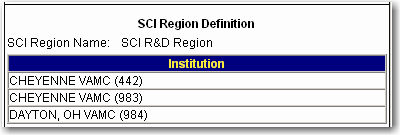 SCI Region Definition
SCI Region Name: SCI R&D Region
Institution
CHEYENNE VAMC (442)
CHEYENNE VAMC (983)
DAYTON, OH VAMC (984)